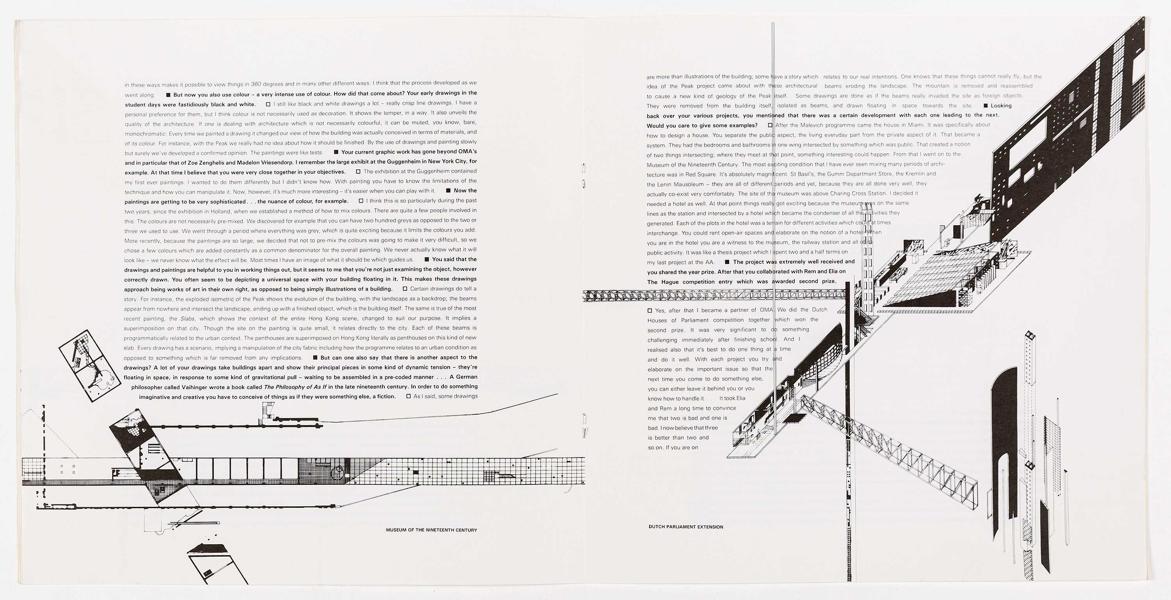 in these ways makes it possible to view things in 360 degrees and in many other different ways. I think that the process developed as we
went along. ■ But now you also use colour – a very intense use of colour. How did that come about? Your early drawings in the
student days were fastidiously black and white. □ I still like black and white drawings a lot – really crisp line drawings. I have a
personal preference for them, but I think colour is not necessarily used as decoration. It shows the temper, in a way. It also unveils the
quality of the architecture. If one is dealing with architecture which is not necessarily colourful, it can be muted, you know, bare,
monochromatic. Every time we painted a drawing it changed our view of how the building was actually conceived in terms of materials, and
of its colour. For instance, with the Peak we really had no idea about how it should be finished. By the use of drawings and painting slowly
but surely we've developed a confirmed opinion. The paintings were like tests. ■ Your current graphic work has gone beyond OMA's
and in particular that of Zoe Zenghelis and Madelon Vriesendorp. I remember the large exhibit at the Guggenheim in New York City, for
example. At that time I believe that you were very close together in your objectives. □ The exhibition at the Guggenheim contained
my first ever paintings. I wanted to do them differently but I didn't know how. With painting you have to know the limitations of the
technique and how you can manipulate it. Now, however, it's much more interesting – it's easier when you can play with it. ■ Now the
paintings are getting to be very sophisticated . . . the nuance of colour, for example. □ I think this is so particularly during the past
two years, since the exhibition in Holland, when we established a method of how to mix colours. There are quite a few people involved in
this. The colours are not necessarily pre-mixed. We discovered for example that you can have two hundred greys as opposed to the two or
three we used to use. We went through a period where everything was grey, which is quite exciting because it limits the colours you add.
More recently, because the paintings are so large, we decided that not to pre-mix the colours was going to make it very difficult, so we
chose a few colours which are added constantly as a common denominator for the overall painting. We never actually know what it will
look like – we never know what the effect will be. Most times I have an image of what it should be which guides us. ■ You said that the
drawings and paintings are helpful to you in working things out, but it seems to me that you're not just examining the object, however
correctly drawn. You often seem to be depicting a universal space with your building floating in it. This makes these drawings
approach being works of art in their own right, as opposed to being simply illustrations of a building. □ Certain drawings do tell a
story. For instance, the exploded isometric of the Peak shows the evolution of the building, with the landscape as a backdrop; the beams
appear from nowhere and intersect the landscape, ending up with a finished object, which is the building itself. The same is true of the most
recent painting, the Slabs, which shows the context of the entire Hong Kong scene, changed to suit our purpose. It implies a
superimposition on that city. Though the site on the painting is quite small, it relates directly to the city. Each of these beams is
programmatically related to the urban context. The penthouses are superimposed on Hong Kong literally as penthouses on this kind of new
slab. Every drawing has a scenario, implying a manipulation of the city fabric including how the programme relates to an urban condition as
opposed to something which is far removed from any implications. ■ But can one also say that there is another aspect to the
drawings? A lot of your drawings take buildings apart and show their principal pieces in some kind of dynamic tension – they're
floating in space, in response to some kind of gravitational pull – waiting to be assembled in a pre-coded manner . . . . A German
philosopher called Vaihinger wrote a book called The Philosophy of As If in the late nineteenth century. In order to do something
imaginative and creative you have to conceive of things as if they were something else, a fiction. □ As I said, some drawings
MUSEUM OF THE NINETEENTH CENTURY
are more than illustrations of the building; some have a story which relates to our real intentions. One knows that these things cannot really fly, but the
idea of the Peak project came about with these architectural beams eroding the landscape. The mountain is removed and reassembled
to cause a new kind of geology of the Peak itself. Some drawings are done as if the beams really invaded the site as foreign objects.
They were removed from the building itself, isolated as beams, and drawn floating in space towards the site. ■ Looking
back over your various projects, you mentioned that there was a certain development with each one leading to the next.
Would you care to give some examples? □ After the Malevich programme came the house in Miami. It was specifically about
how to design a house. You separate the public aspect, the living everyday part from the private aspect of it. That became a
system. They had the bedrooms and bathrooms in one wing intersected by something which was public. That created a notion
of two things intersecting; where they meet at that point, something interesting could happen. From that I went on to the
Museum of the Nineteenth Century. The most exciting condition that I have ever seen mixing many periods of archi-
tecture was in Red Square. It's absolutely magnificent. St Basil's, the Gumm Department Store, the Kremlin and
the Lenin Mausoleum – they are all of different periods and yet, because they are all done very well, they
actually co-exist very comfortably. The site of the museum was above Charing Cross Station. I decided it
needed a hotel as well. At that point things really got exciting because the museum is on the same
lines as the station and intersected by a hotel which became the condenser of all the activities they
generated. Each of the plots in the hotel was a terrain for different activities which could at times
interchange. You could rent open-air spaces and elaborate on the notion of a hotel when
you are in the hotel you are a witness to the museum, the railway station and all
public activity. It was like a thesis project which I spent two and a half terms on
my last project at the AA. ■ The project was extremely well received and
you shared the year prize. After that you collaborated with Rem and Elia on
The Hague competition entry which was awarded second prize.
□ Yes, after that I became a partner of OMA. We did the Dutch
Houses of Parliament competition together which won the
second prize. It was very significant to do something
challenging immediately after finishing school. And I
realised also that it's best to do one thing at a time
and do it well. With each project you try and
elaborate on the important issue so that the
next time you come to do something else,
you can either leave it behind you or you
know how to handle it. It took Elia
and Rem a long time to convince
me that two is bad and one is
bad. I now believe that three
is better than two and
so on. If you are on
DUTCH PARLIAMENT EXTENSION